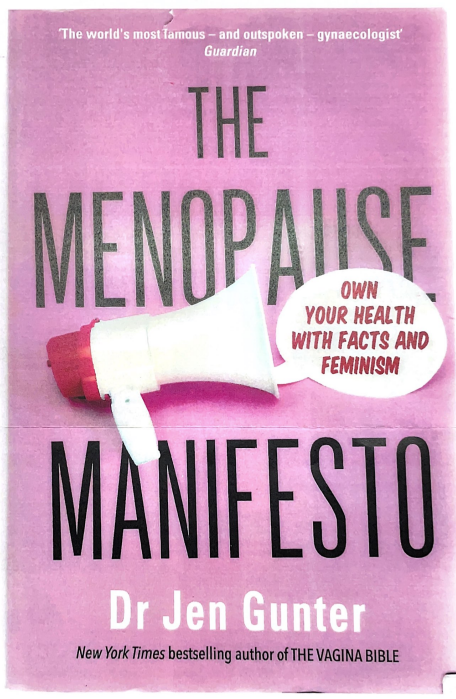 'The world's most famous – and outspoken – gynaecologist'
Guardian
THE
MENOPAUSE
OWN
YOUR HEALTH
WITH FACTS AND
FEMINISM
MANIFESTO
Dr Jen Gunter
New York Times bestselling author of THE VAGINA BIBLE